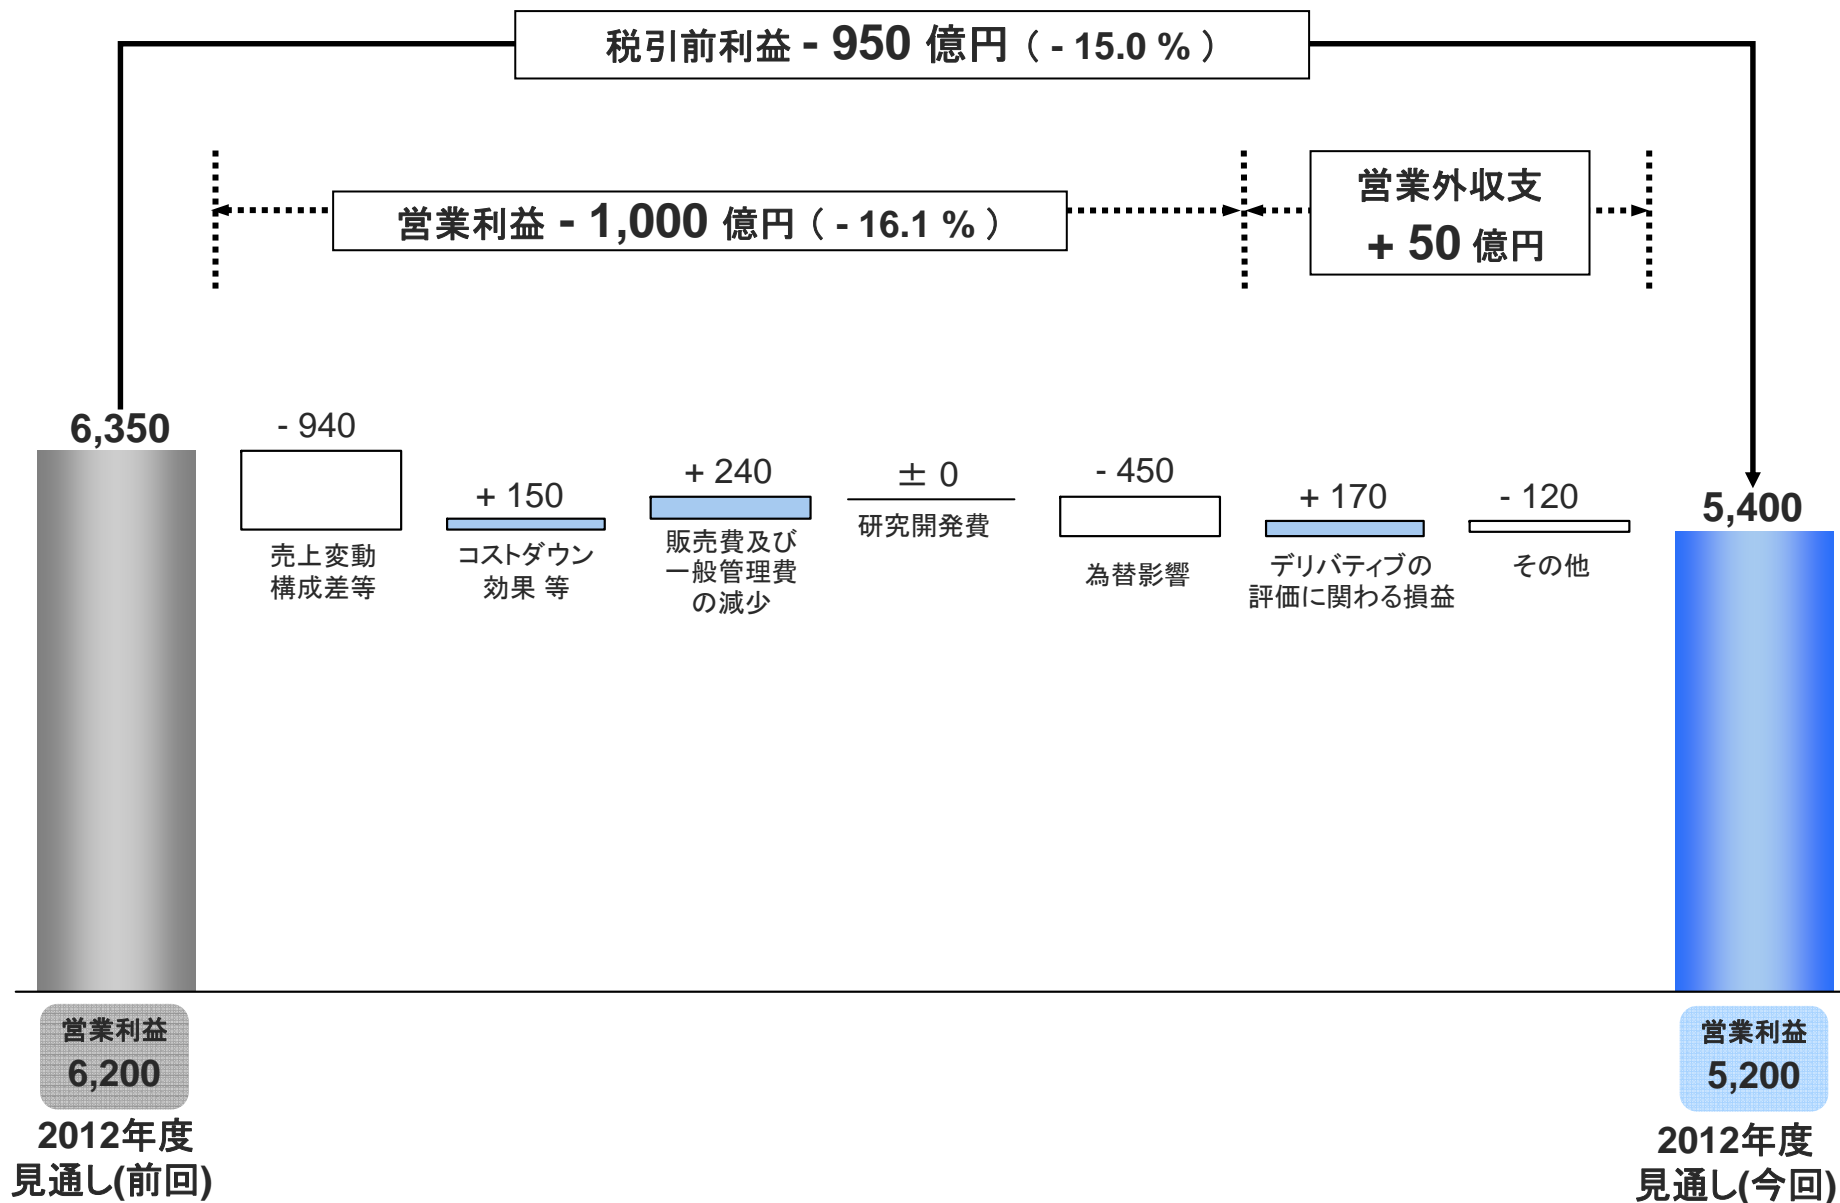 税引前利益 - 950 億円 ( - 15.0 % )
営業利益 - 1,000 億円 ( - 16.1 % )
営業外収支
+ 50 億円
6,350
- 940
売上変動
構成差等
+ 150
コストダウン
効果 等
+ 240
販売費及び
一般管理費
の減少
± 0
研究開発費
- 450
為替影響
+ 170
デリバティブの
評価に関わる損益
- 120
その他
5,400
営業利益
6,200
2012年度
見通し(前回)
営業利益
5,200
2012年度
見通し(今回)